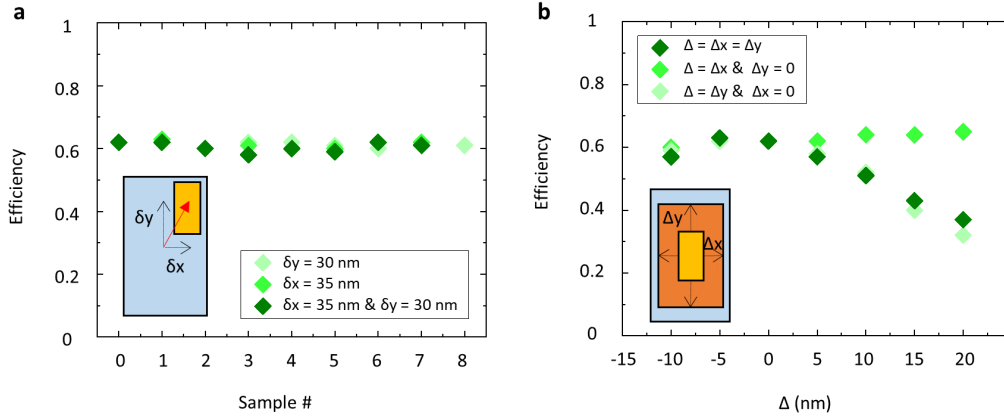 a
1
0.8
0.6
0.4
0.2
0
Efficiency
δy
δx
δy = 30 nm
δx = 35 nm
δx = 35 nm & δy = 30 nm
0 1 2 3 4 5 6 7 8
Sample #
b
1
0.8
0.6
0.4
0.2
0
Efficiency
Δ = Δx = Δy
Δ = Δx & Δy = 0
Δ = Δy & Δx = 0
Δy
Δx
-15 -10 -5 0 5 10 15 20
Δ (nm)